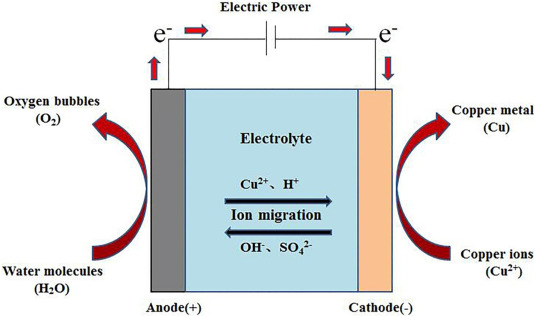 Electric Power
e-
e-
Oxygen bubbles
(O2)
Copper metal
(Cu)
Electrolyte
Cu2+、H+
Ion migration
OH-、SO42-
Water molecules
(H2O)
Copper ions
(Cu2+)
Anode(+)
Cathode(-)